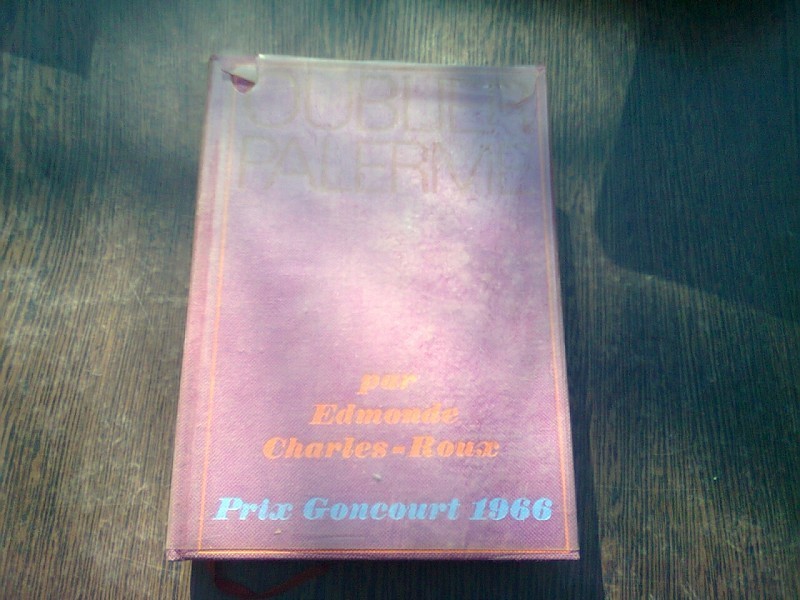 OUBLIER
PALERME
par
Edmonde
Charles-Roux
Prix Goncourt 1966